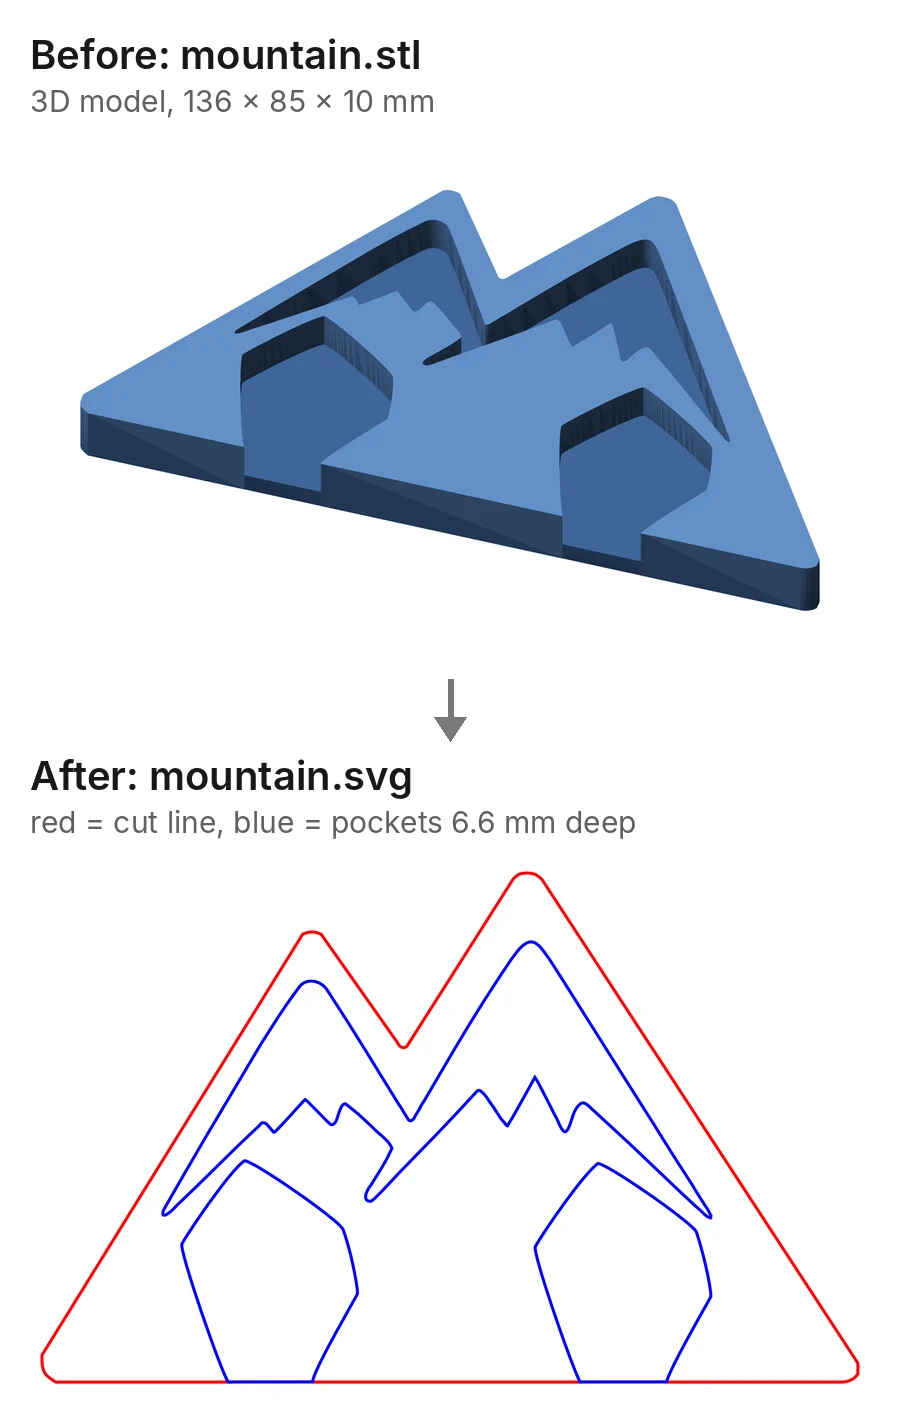 Before: mountain.stl
3D model, 136 × 85 × 10 mm
After: mountain.svg
red = cut line, blue = pockets 6.6 mm deep